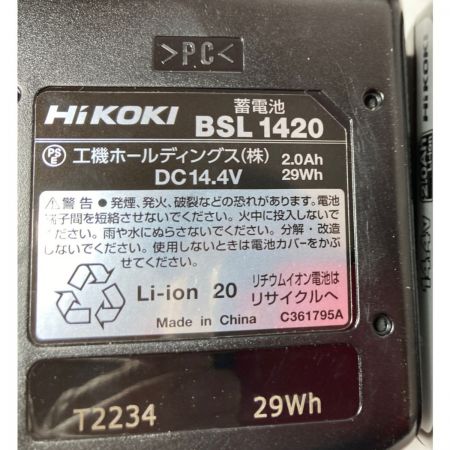 >PC<
HiKOKI
蓄電池
BSL 1420
PS E 工機ホールディングス(株) 2.0Ah
DC14.4V 29Wh
⚠警告 ●発煙、発火、破裂などの恐れがあります。電池
端子間を短絡させないでください。火中に投入しないで
ください。雨や水にぬらさないでください。分解・改造
しないでください。使用しないときは電池カバーをかぶ
せてください。
Li-ion 20
リチウムイオン電池は
リサイクルへ
Made in China
C361795A
T2234 29Wh
HiKOKI